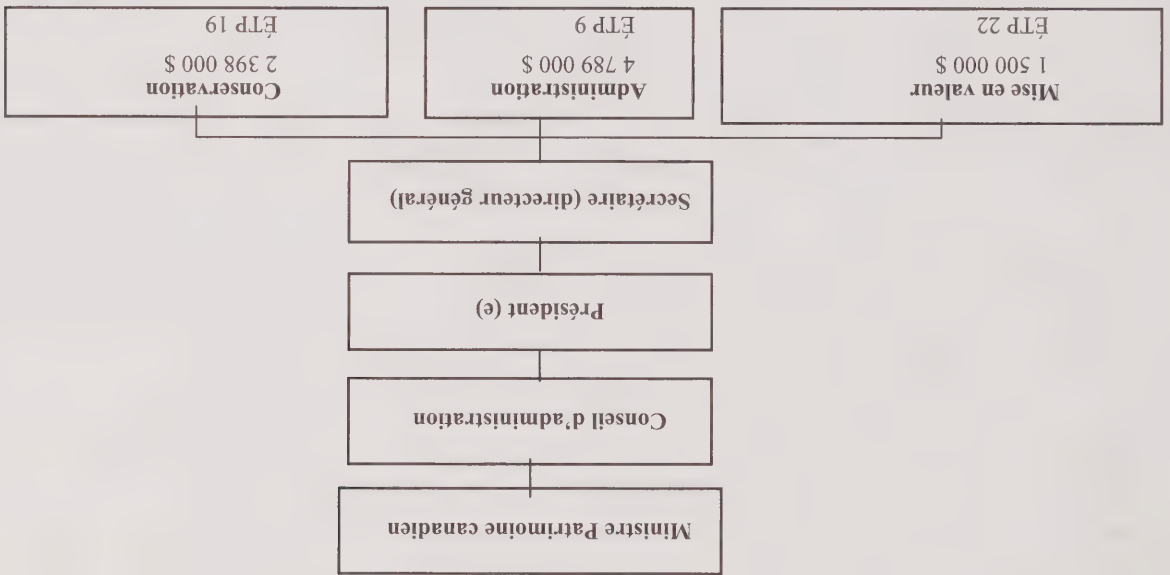 Ministre Patrimoine canadien
Conseil d'administration
Président (e)
Secrétaire (directeur général)
Mise en valeur
1 500 000 $
ÉTP 22
Administration
4 789 000 $
ÉTP 9
Conservation
2 398 000 $
ÉTP 19